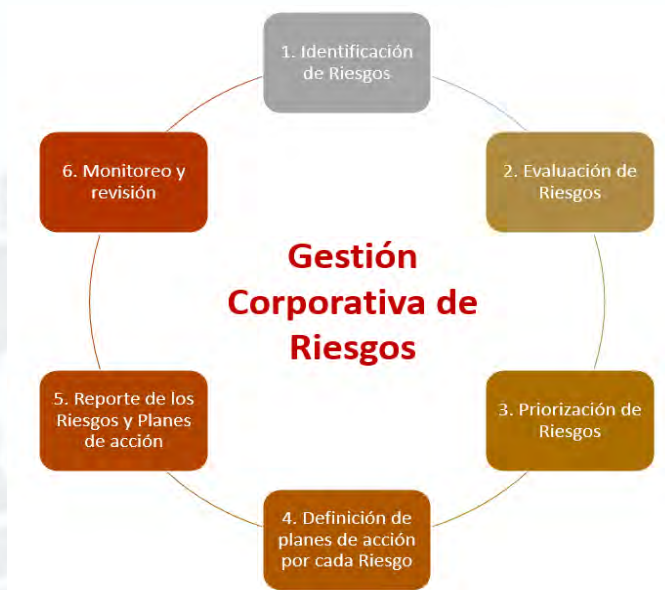 1. Identificación
de Riesgos
2. Evaluación de
Riesgos
3. Priorización de
Riesgos
4. Definición de
planes de acción
por cada Riesgo
5. Reporte de los
Riesgos y Planes
de acción
6. Monitoreo y
revisión
Gestión
Corporativa de
Riesgos